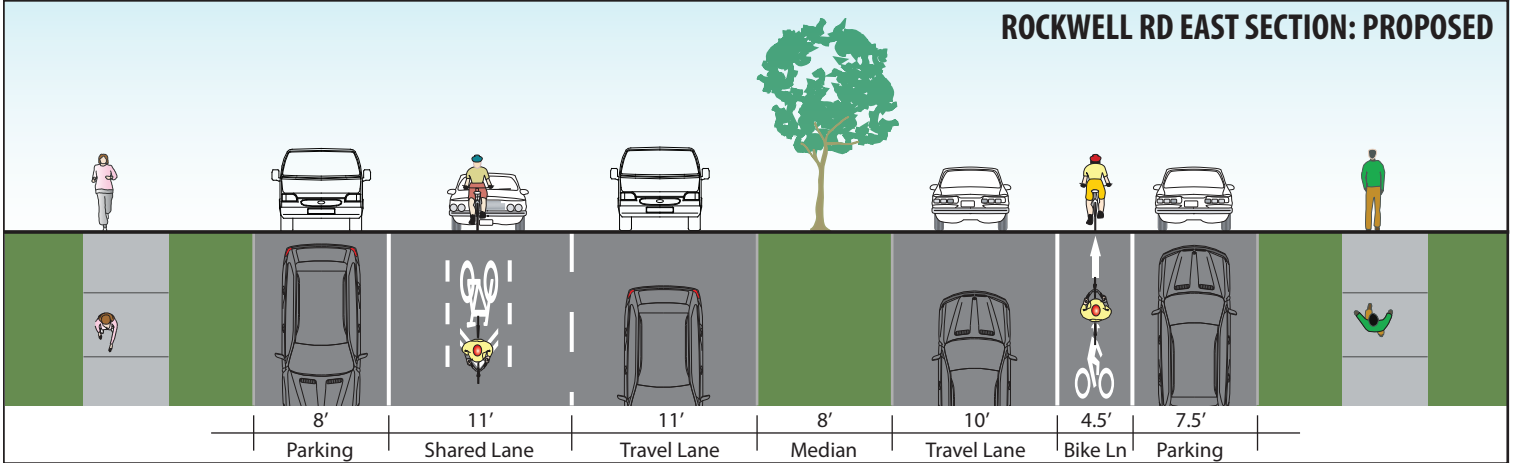 ROCKWELL RD EAST SECTION: PROPOSED
8’ 11’ 11’ 8’ 10’ 4.5’ 7.5’
Parking Shared Lane Travel Lane Median Travel Lane Bike Ln Parking